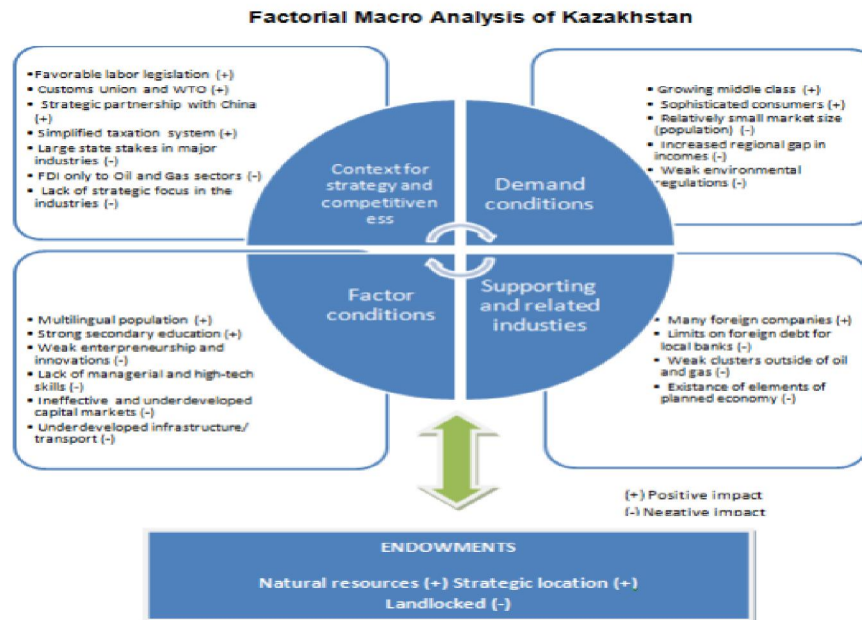 Factorial Macro Analysis of Kazakhstan
•Favorable labor legislation (+)
• Customs Union and WTO (+)
• Strategic partnership with China
(+)
•Simplified taxation system (+)
•Large state stakes in major
industries (-)
• FDI only to Oil and Gas sectors (-)
• Lack of strategic focus in the
industries (-)
Context for
strategy and
competitiven
ess
Demand
conditions
•Growing middle class (+)
•Sophisticated consumers (+)
• Relatively small market size
(population) (-)
• Increased regional gap in
incomes (-)
• Weak environmental
regulations (-)
• Multilingual population (+)
• Strong secondary education (+)
•Weak enterpreneurship and
innovations (-)
•Lack of managerial and high-tech
skills (-)
•Ineffective and underdeveloped
capital markets (-)
•Underdeveloped infrastructure/
transport (-)
Factor
conditions
Supporting
and related
industies
• Many foreign companies (+)
• Limits on foreign debt for
local banks (-)
• Weak clusters outside of oil
and gas (-)
• Existance of elements of
planned economy (-)
(+) Positive impact
(-) Negative impact
ENDOWMENTS
Natural resources (+) Strategic location (+)
Landlocked (-)